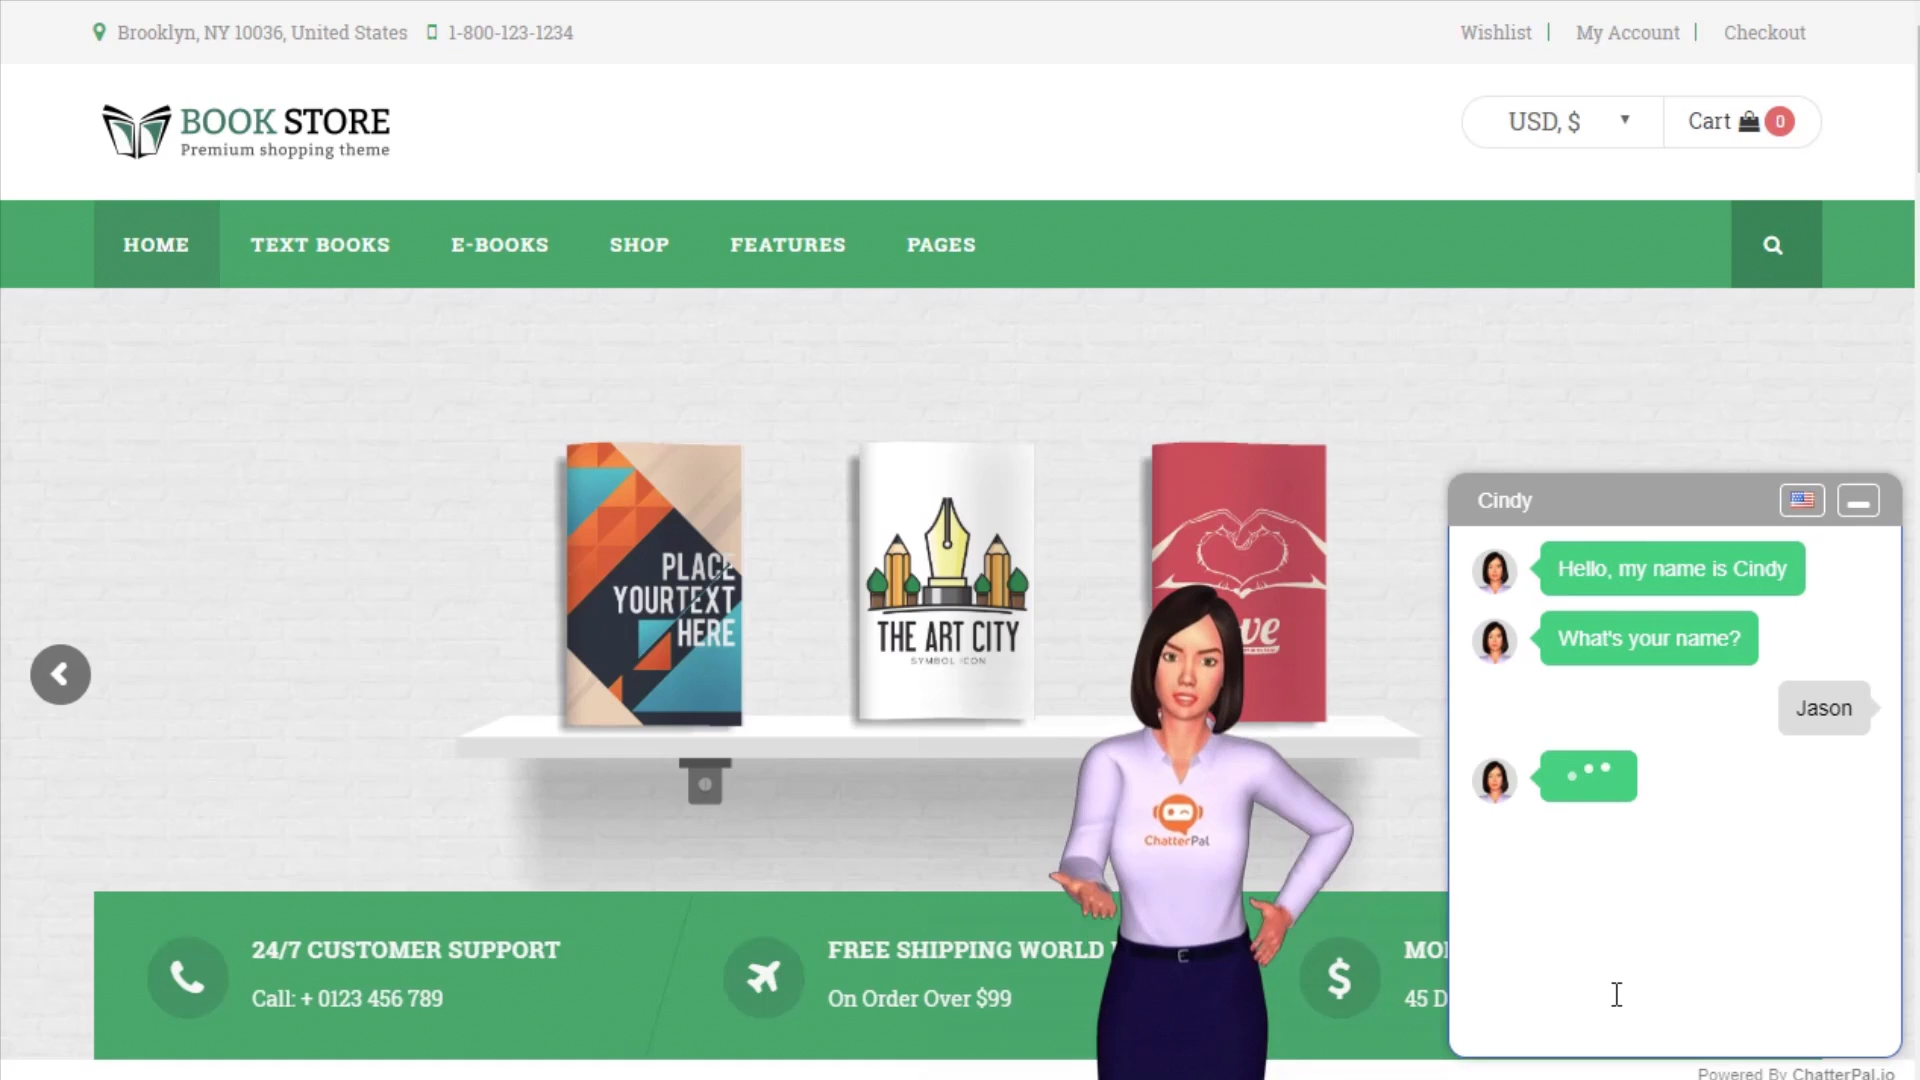 Brooklyn, NY 10036, United States 1-800-123-1234
Wishlist | My Account | Checkout
BOOK STORE
Premium shopping theme
USD, $
Cart 0
HOME TEXT BOOKS E-BOOKS SHOP FEATURES PAGES
PLACE
YOURTEXT
HERE
THE ART CITY
SYMBOL ICON
ChatterPal
Cindy
Hello, my name is Cindy
What's your name?
Jason
24/7 CUSTOMER SUPPORT
Call: + 0123 456 789
FREE SHIPPING WORLD
On Order Over $99
45 D
Powered By ChatterPal.io